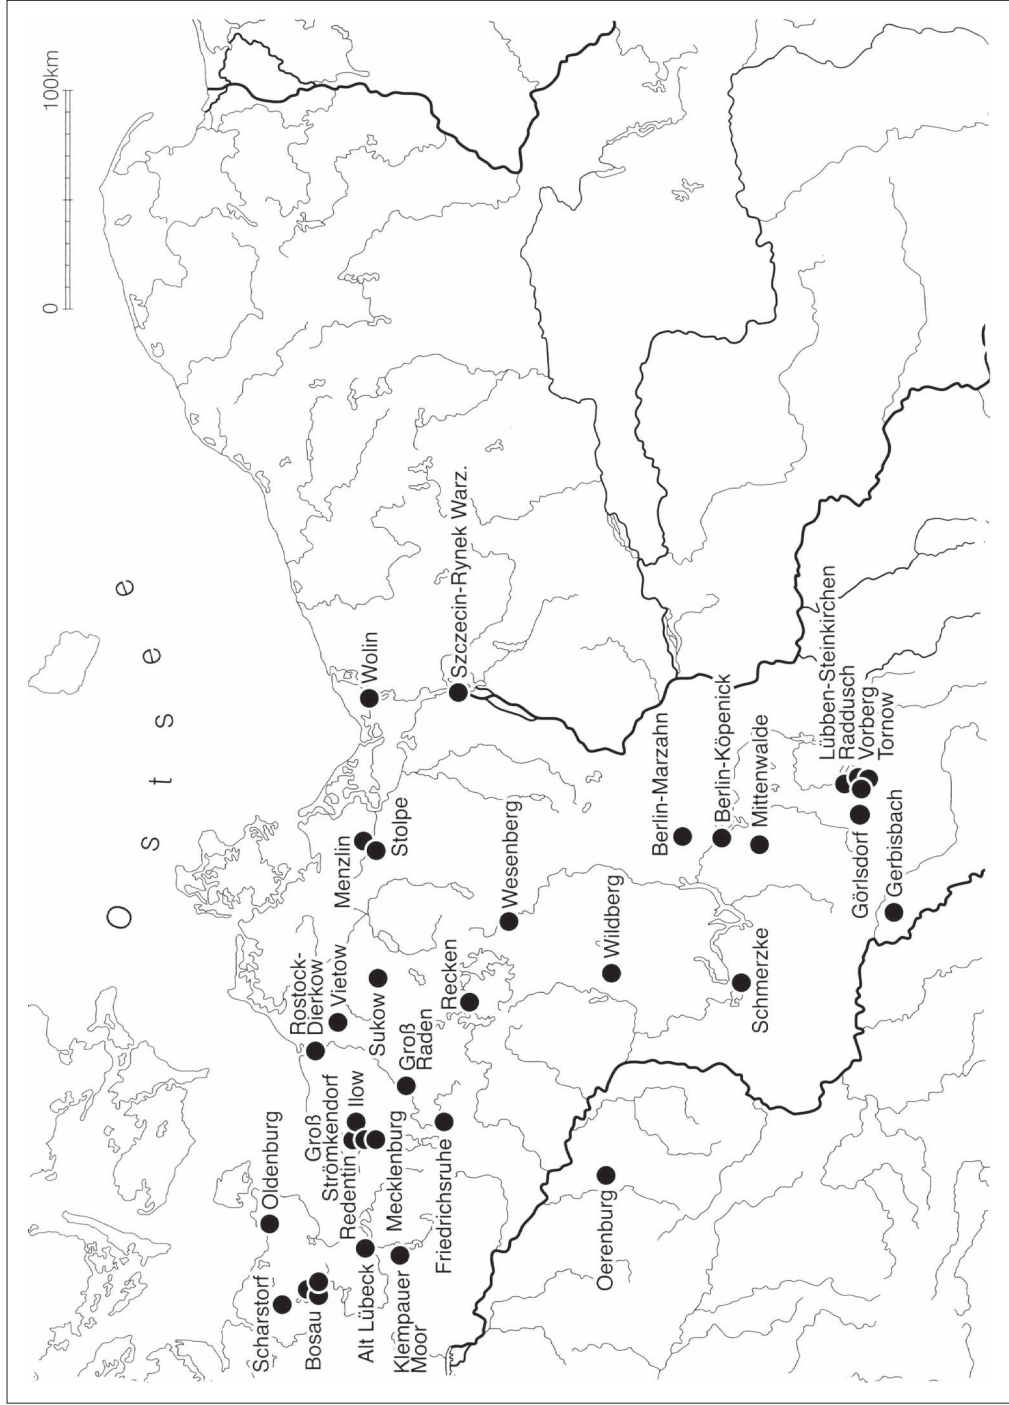 0 100km
O s t s e e
Scharstorf
Oldenburg
Bosau
Alt Lübeck
Klempauer
Moor
Groß
Strömkendorf
Redentin
Ilow
Mecklenburg
Friedrichsruhe
Rostock-
Dierkow
Vietow
Sukow
Groß
Raden
Recken
Menzlin
Stolpe
Wolin
Szczecin-Rynek Warz.
Wesenberg
Wildberg
Oerenburg
Berlin-Marzahn
Berlin-Köpenick
Mittenwalde
Schmerzke
Lübben-Steinkirchen
Raddusch
Vorberg
Tornow
Görlsdorf
Gerbisbach